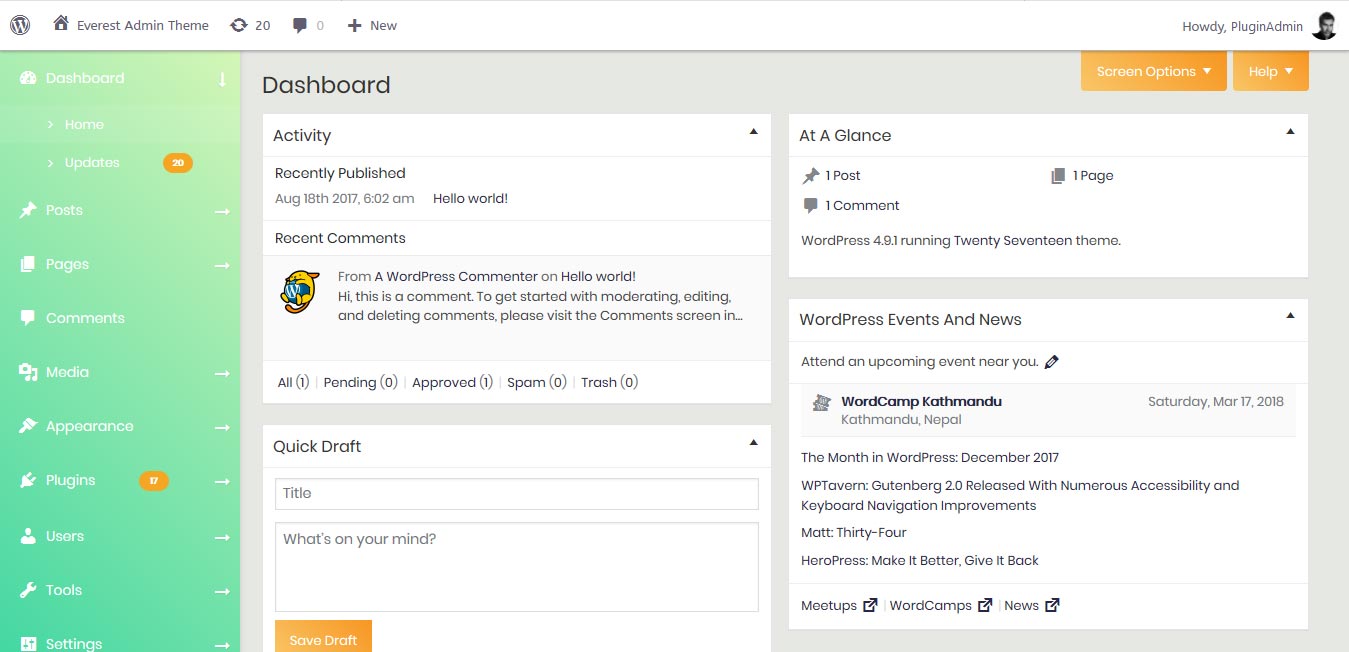 Everest Admin Theme 20 0 New Howdy, PluginAdmin
Dashboard
Home
Updates 20
Posts
Pages
Comments
Media
Appearance
Plugins 17
Users
Tools
Settings
Screen Options Help
Dashboard
Activity
Recently Published
Aug 18th 2017, 6:02 am Hello world!
Recent Comments
From A WordPress Commenter on Hello world!
Hi, this is a comment. To get started with moderating, editing,
and deleting comments, please visit the Comments screen in...
All (1) | Pending (0) | Approved (1) | Spam (0) | Trash (0)
Quick Draft
Title
What's on your mind?
Save Draft
At A Glance
1 Post 1 Page
1 Comment
WordPress 4.9.1 running Twenty Seventeen theme.
WordPress Events And News
Attend an upcoming event near you.
WordCamp Kathmandu Saturday, Mar 17, 2018
Kathmandu, Nepal
The Month in WordPress: December 2017
WPTavern: Gutenberg 2.0 Released With Numerous Accessibility and
Keyboard Navigation Improvements
Matt: Thirty-Four
HeroPress: Make It Better, Give It Back
Meetups | WordCamps | News